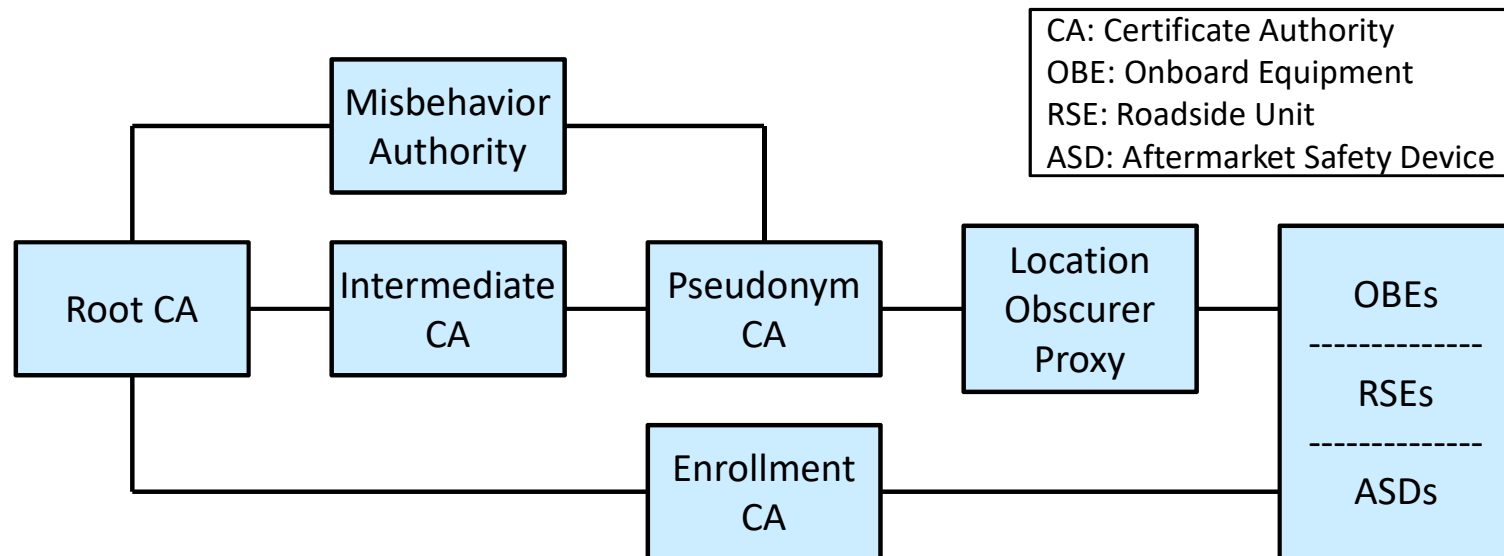 CA: Certificate Authority
OBE: Onboard Equipment
RSE: Roadside Unit
ASD: Aftermarket Safety Device
Misbehavior
Authority
Root CA
Intermediate
CA
Pseudonym
CA
Location
Obscurer
Proxy
OBEs
--------------
RSEs
--------------
ASDs
Enrollment
CA